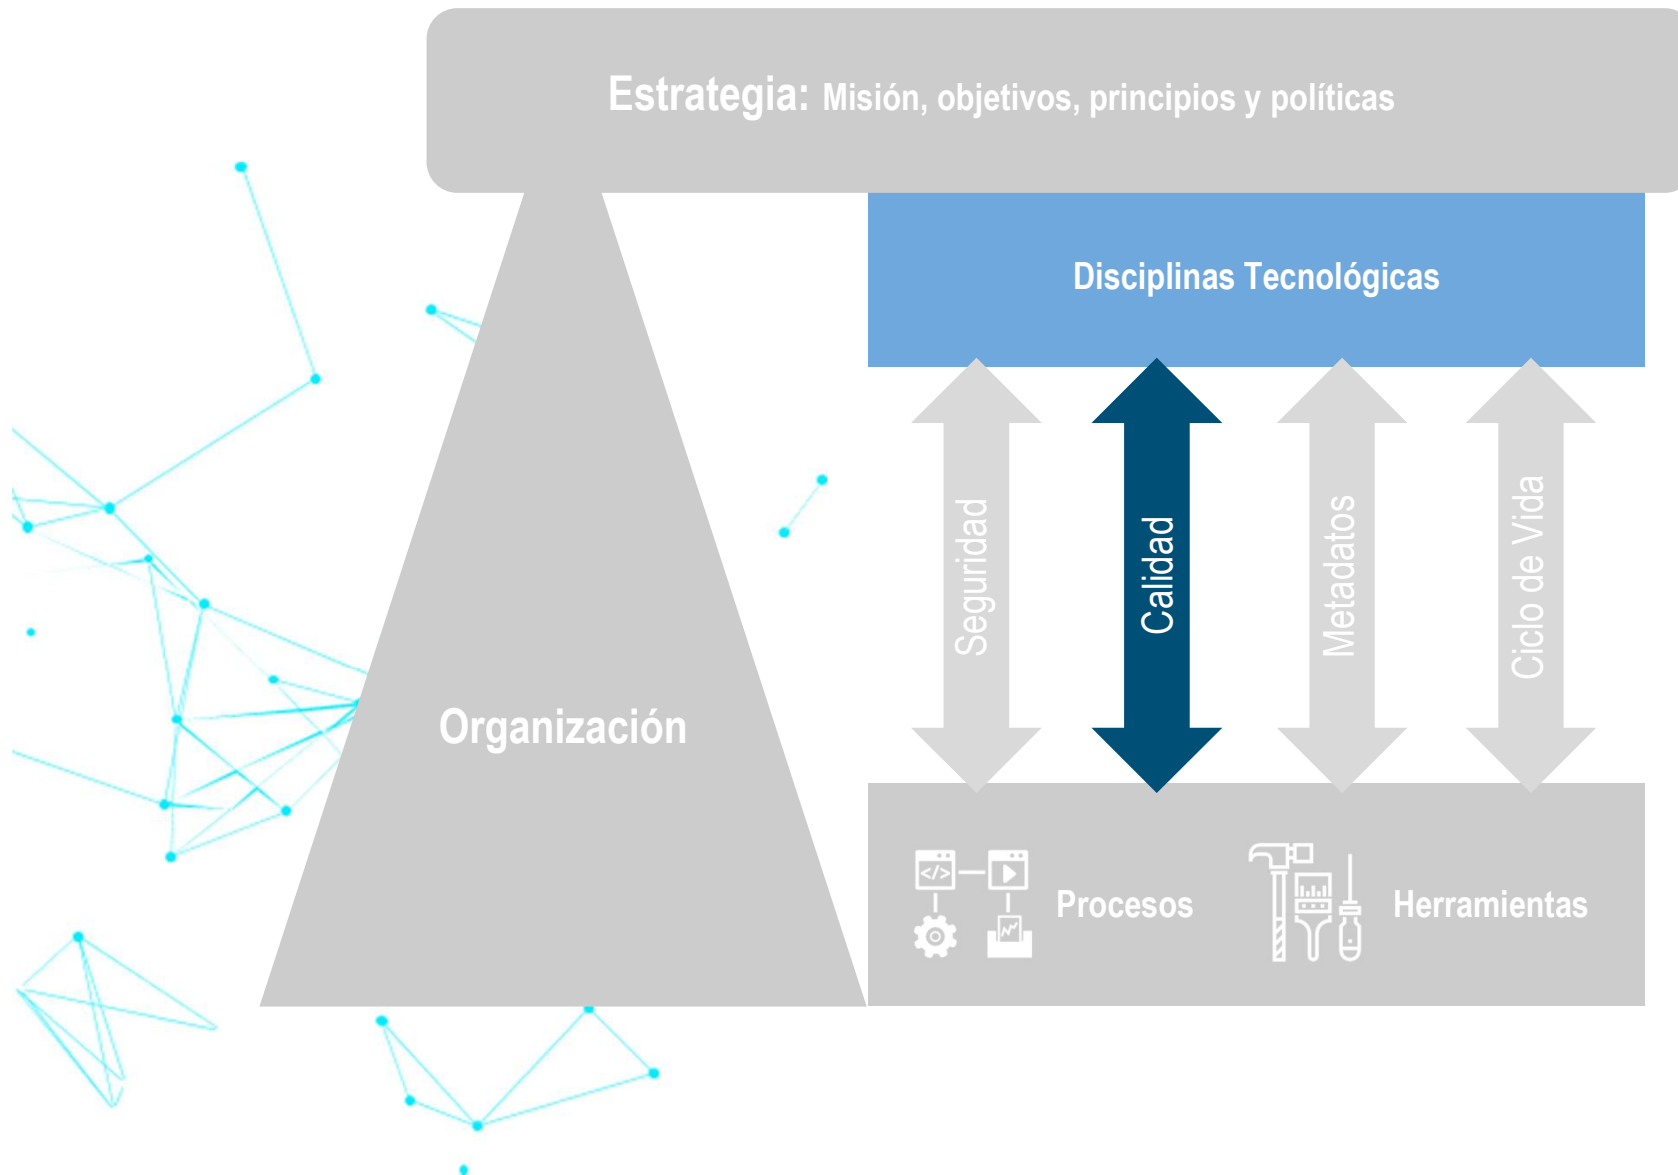 Estrategia: Misión, objetivos, principios y políticas
Disciplinas Tecnológicas
Seguridad
Calidad
Metadatos
Ciclo de Vida
Organización
</>
Procesos
Herramientas